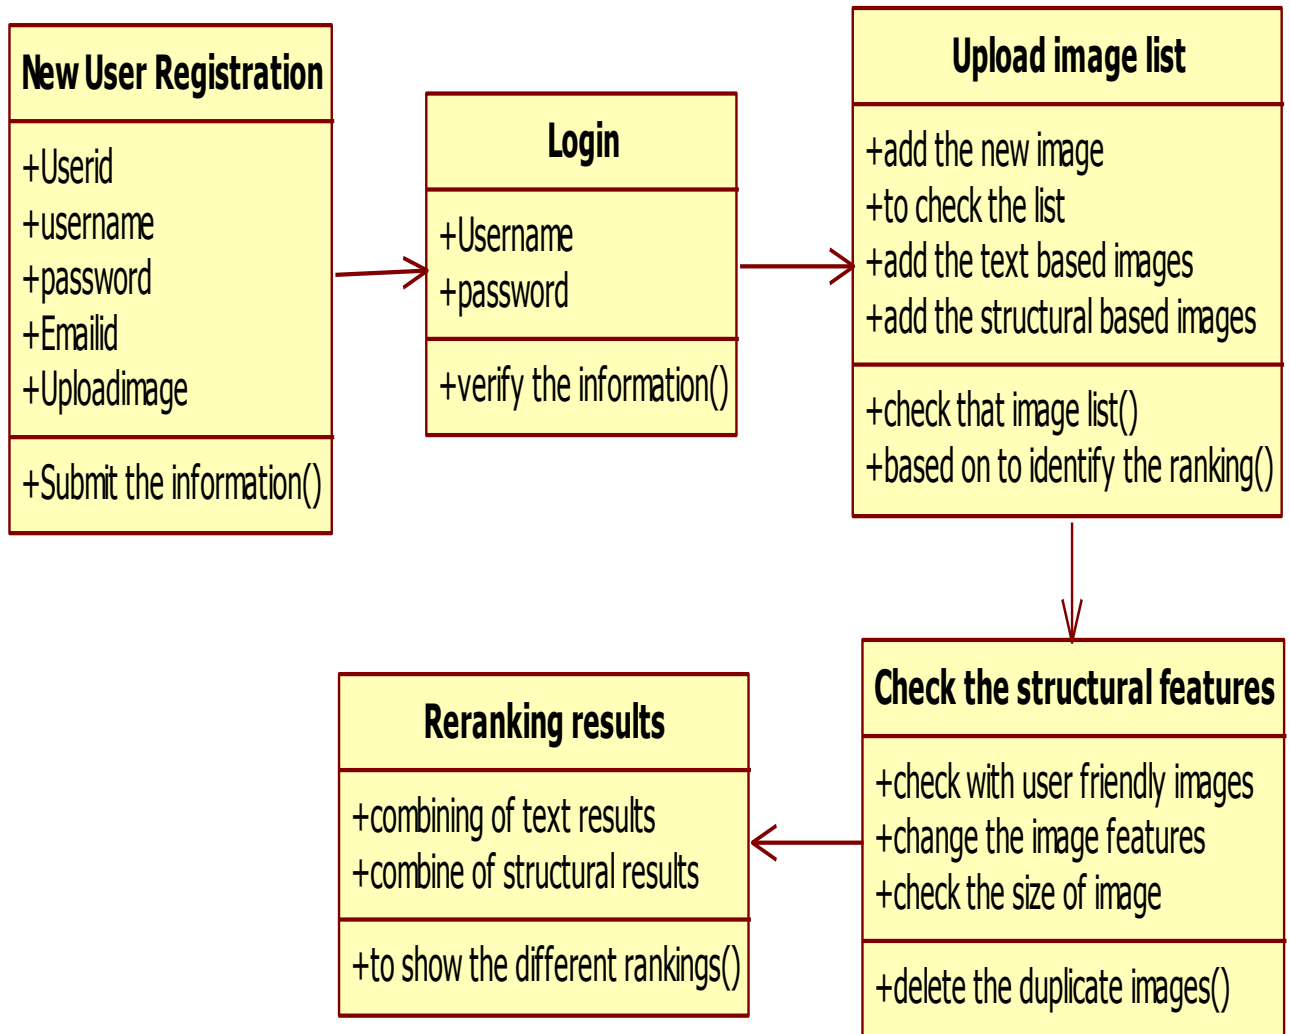 New User Registration
+Userid
+username
+password
+Emailid
+Uploadimage
+Submit the information()
Login
+Username
+password
+verify the information()
Upload image list
+add the new image
+to check the list
+add the text based images
+add the structural based images
+check that image list()
+based on to identify the ranking()
Check the structural features
+check with user friendly images
+change the image features
+check the size of image
+delete the duplicate images()
Reranking results
+combining of text results
+combine of structural results
+to show the different rankings()